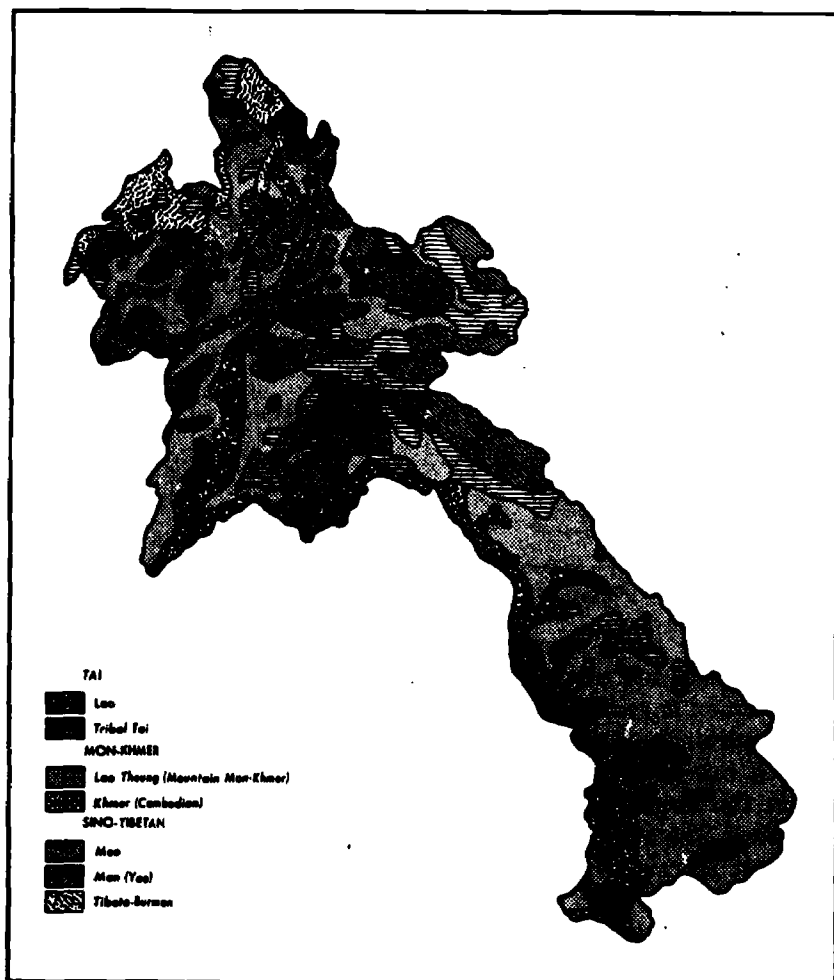 TAI
Lao
Tribal Tai
MON-KHMER
Lao Theung (Mountain Mon-Khmer)
Khmer (Cambodian)
SINO-TIBETAN
Meo
Man (Yao)
Tibeto-Burman